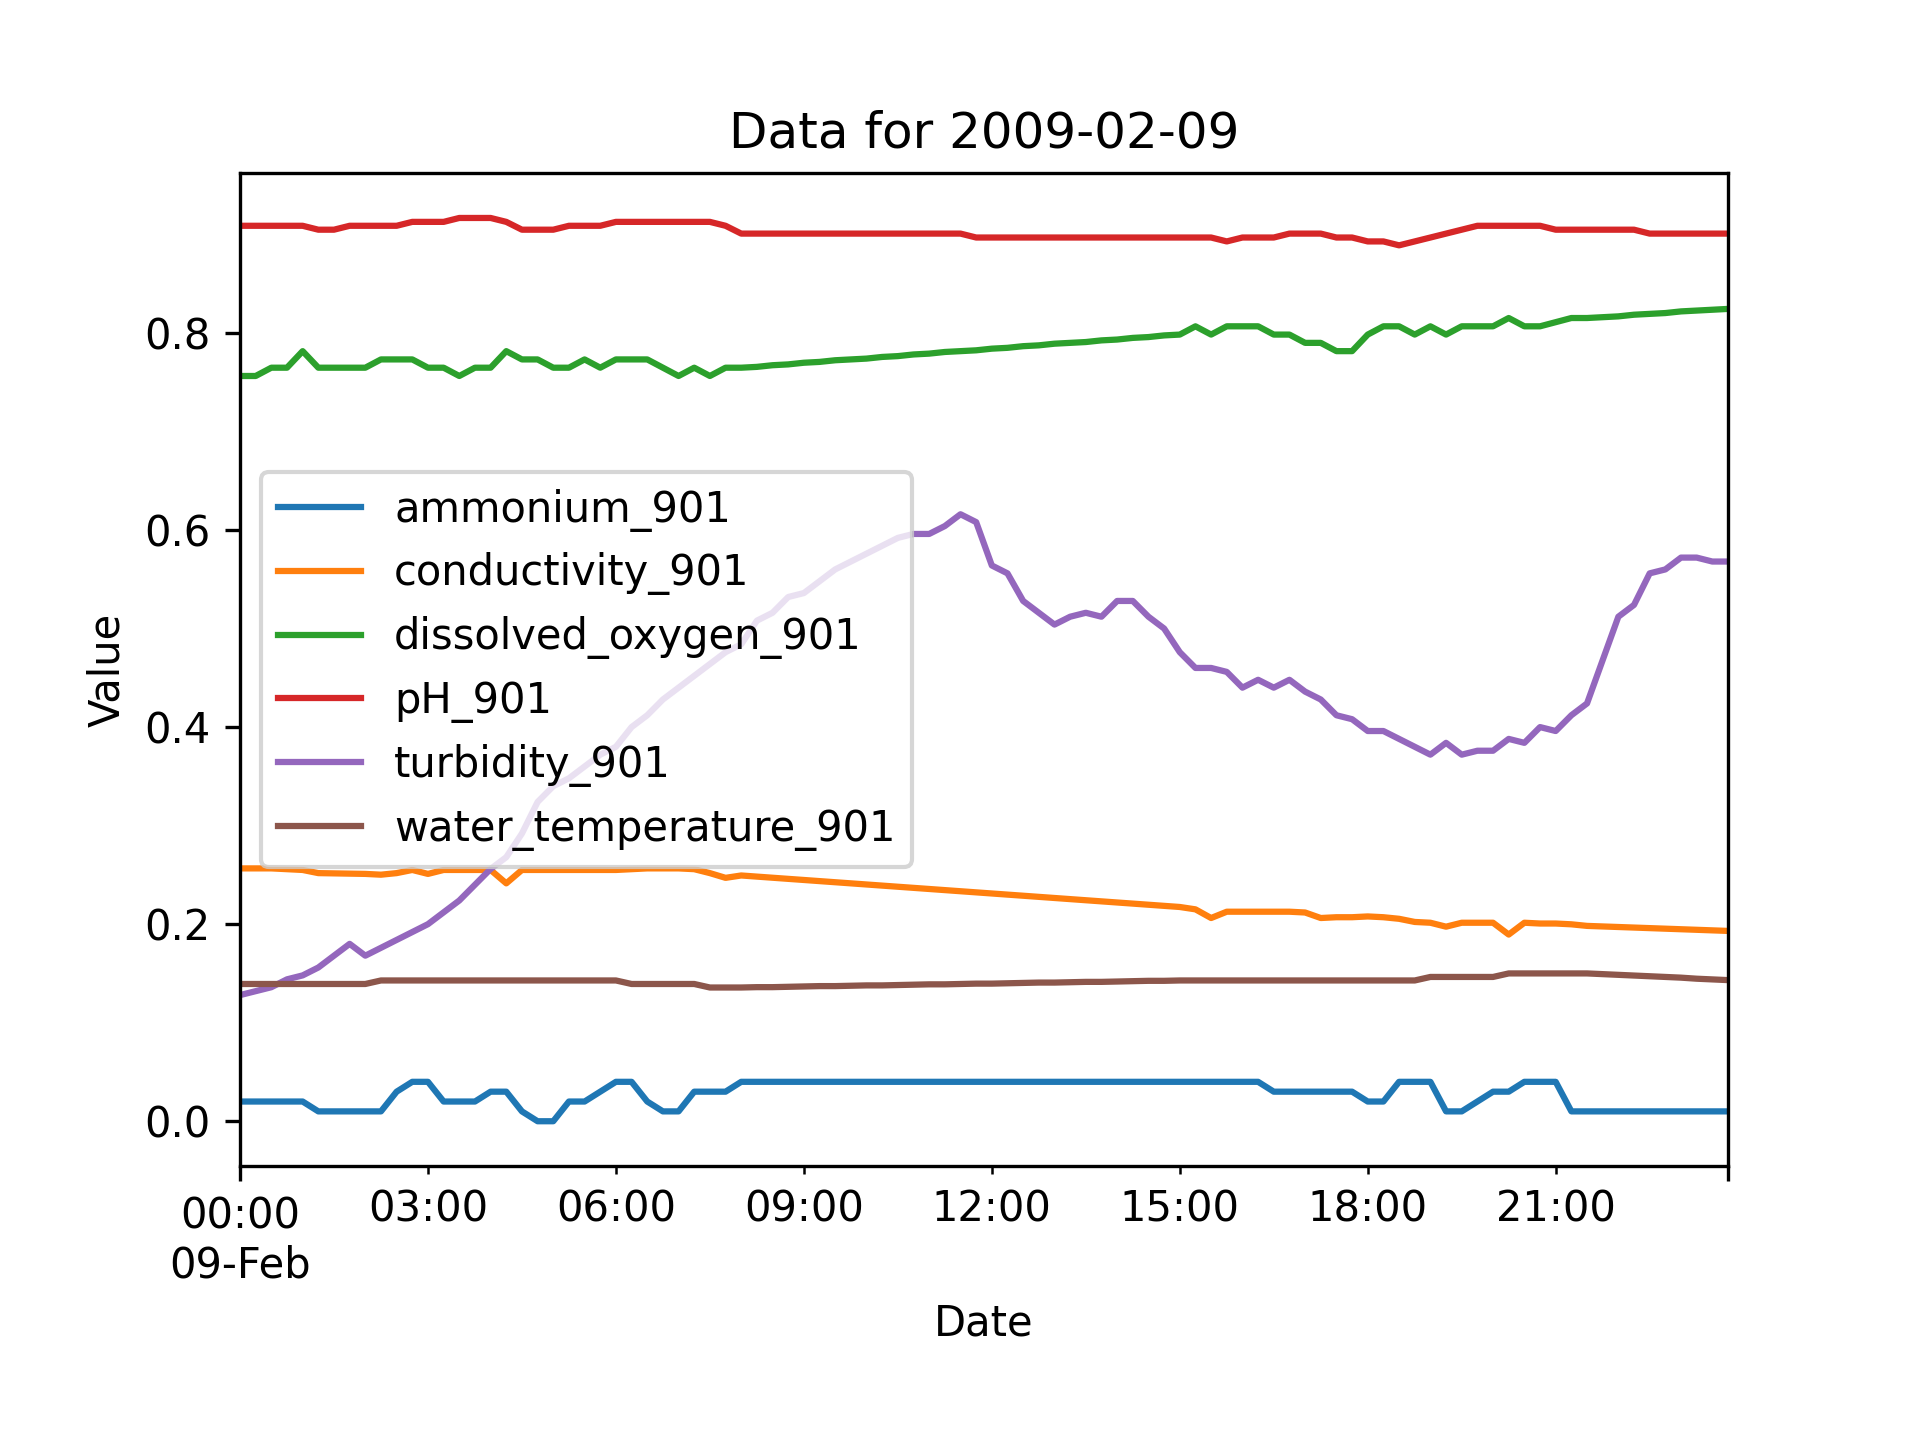 Data for 2009-02-09
Value
0.8
0.6
0.4
0.2
0.0
ammonium_901
conductivity_901
dissolved_oxygen_901
pH_901
turbidity_901
water_temperature_901
00:00 03:00 06:00 09:00 12:00 15:00 18:00 21:00
09-Feb
Date